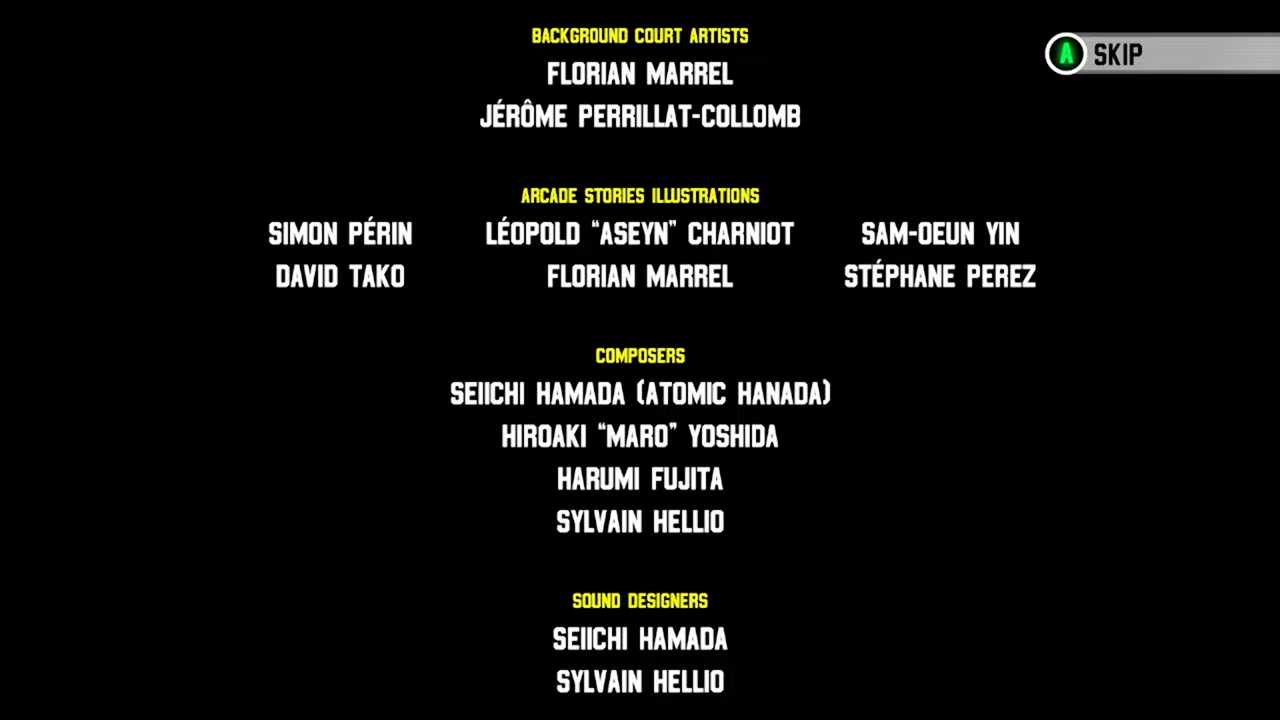 BACKGROUND COURT ARTISTS
A SKIP
FLORIAN MARREL
JÉRÔME PERRILLAT-COLLOMB
ARCADE STORIES ILLUSTRATIONS
SIMON PÉRIN LÉOPOLD “ASEYN” CHARNIOT SAM-OEUN YIN
DAVID TAKO FLORIAN MARREL STÉPHANE PEREZ
COMPOSERS
SEIICHI HAMADA (ATOMIC HANADA)
HIROAKI “MARO” YOSHIDA
HARUMI FUJITA
SYLVAIN HELLIO
SOUND DESIGNERS
SEIICHI HAMADA
SYLVAIN HELLIO